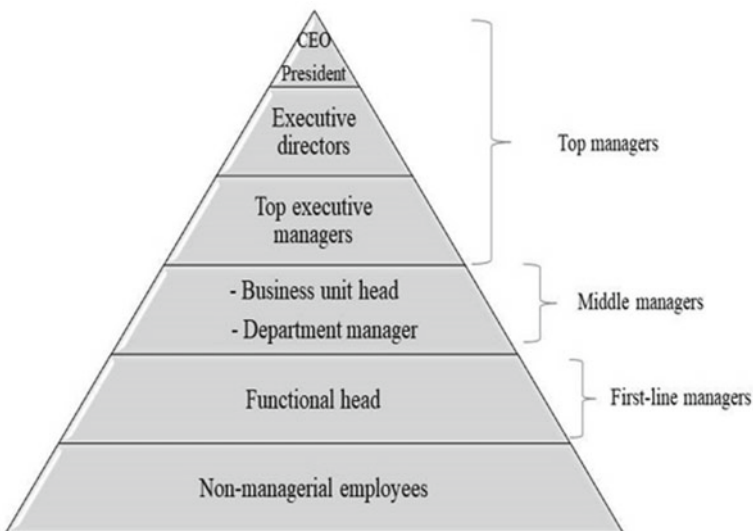 CEO
President
Executive
directors
Top executive
managers
Top managers
- Business unit head
- Department manager
Middle managers
Functional head
First-line managers
Non-managerial employees